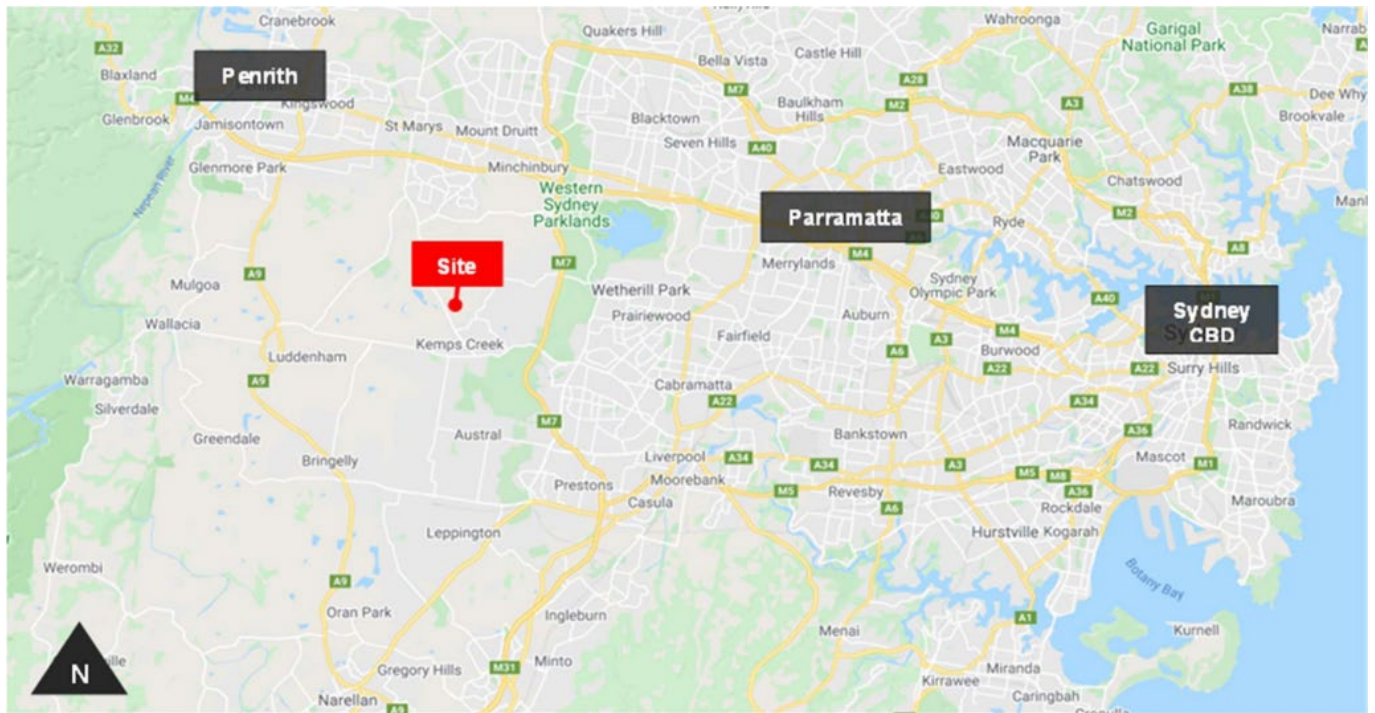 Cranebrook
Quakers Hill
Wahroonga
Garigal
National Park
A32
Castle Hill
Blaxland
Penrith
Bella Vista
A28
M4
Kingswood
M7
A38
Glenbrook
Jamisontown
St Marys
Mount Druitt
Blacktown
Baulkham
Hills
M2
A3
Dee Why
Brookvale
Seven Hills
A40
Macquarie
Park
Glenmore Park
Minchinbury
Eastwood
Chatswood
Nepean River
Western
Sydney
Parklands
Parramatta
Ryde
M2
A8
Site
M7
Merrylands
M4
A9
Mulgoa
Wetherill Park
Sydney
Olympic Park
A40
Wallacia
Prairiewood
Auburn
Sydney
CBD
Kemps Creek
Fairfield
M4
A3
Luddenham
A6
Burwood
A22
A22
Surry Hills
Warragamba
A9
Cabramatta
Silverdale
A22
A34
M7
Randwick
Greendale
Austral
Bankstown
A36
Bringelly
Liverpool
A34
A34
A3
Mascot
M1
Prestons
Moorebank
M5
Revesby
M5
M8
A36
Casula
A6
Rockdale
Maroubra
Leppington
Hurstville
Kogarah
Werombi
A9
Botany Bay
Oran Park
Ingleburn
A1
Menai
Kurnell
N
Gregory Hills
M31
Minto
Miranda
Kirrawee
Narellan
A9
Caringbah